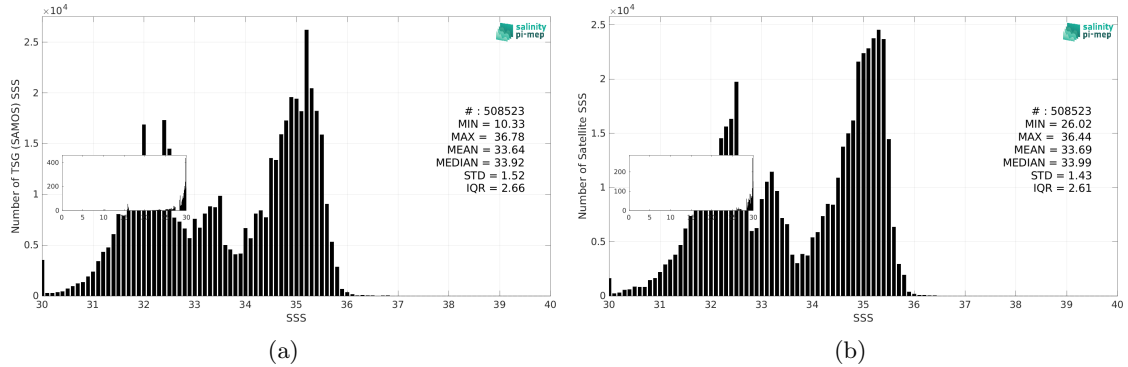 ×10⁴
salinity
pi-mep
Number of TSG (SAMOS) SSS
2.5
2
1.5
1
0.5
0
# : 508523
MIN = 10.33
MAX = 36.78
MEAN = 33.64
MEDIAN = 33.92
STD = 1.52
IQR = 2.66
400
200
0
0 5 10 15 20 25 30
30 31 32 33 34 35 36 37 38 39 40
SSS
(a)
×10⁴
salinity
pi-mep
Number of Satellite SSS
2.5
2
1.5
1
0.5
0
# : 508523
MIN = 26.02
MAX = 36.44
MEAN = 33.69
MEDIAN = 33.99
STD = 1.43
IQR = 2.61
200
100
0
0 5 10 15 20 25 30
30 31 32 33 34 35 36 37 38 39 40
SSS
(b)